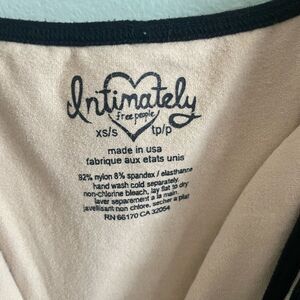 Intimately
free people
xs/s tp/p
made in usa
fabrique aux etats unis
92% nylon 8% spandex / elasthanne
hand wash cold separately.
non-chlorine bleach, lay flat to dry
laver separement a la main.
javellisant non chlore. secher a plat
RN 66170 CA 32054